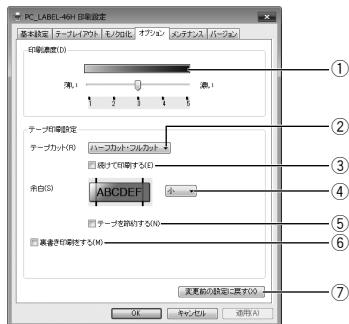 PC_LABEL-46H 印刷設定
基本設定 テープレイアウト モノクロ化 オプション メンテナンス バージョン
印刷濃度(D)
①
薄い 濃い
1 2 3 4 5
テープ印刷設定
②
テープカット(R) ハーフカット・フルカット
続けて印刷する(E) ③
余白(S) ABCDEF 小 ④
テープを節約する(N) ⑤
裏書き印刷をする(M) ⑥
変更前の設定に戻す(X) ⑦
OK キャンセル 適用(A)